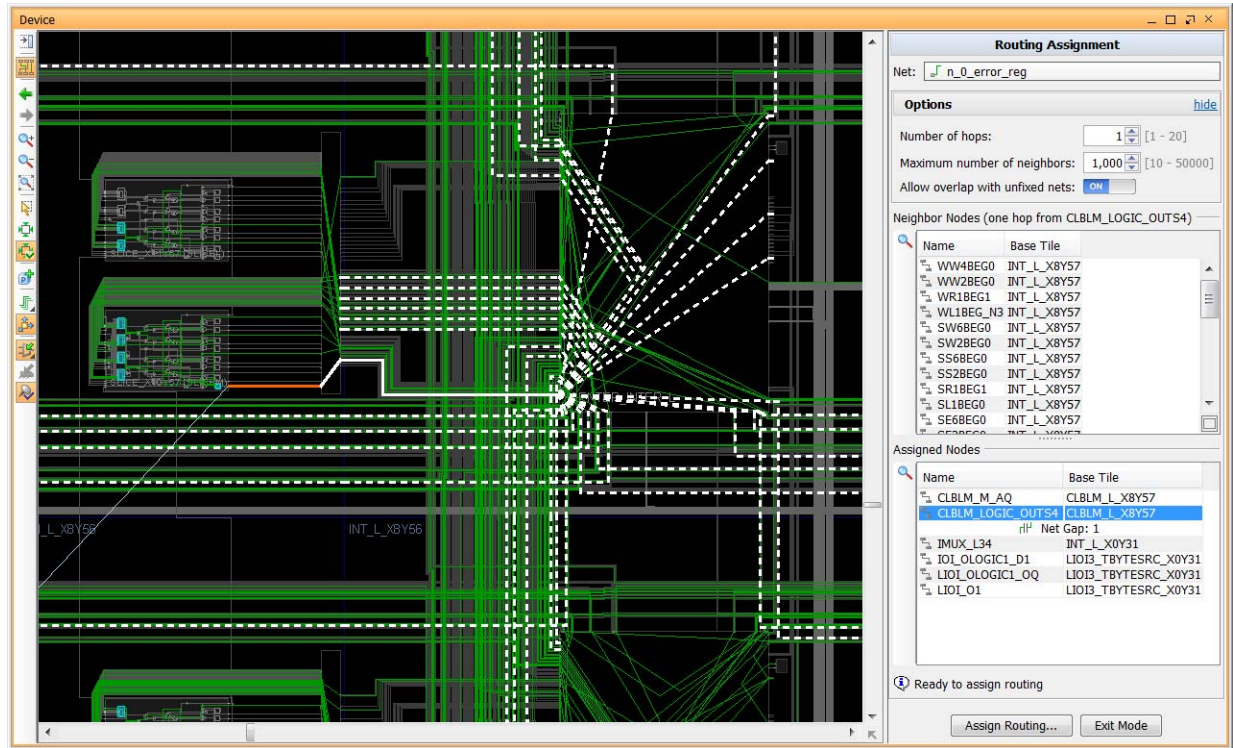 Device
Routing Assignment
Net: n_0_error_reg
Options hide
Number of hops: 1 [1 - 20]
Maximum number of neighbors: 1,000 [10 - 50000]
Allow overlap with unfixed nets: ON
Neighbor Nodes (one hop from CLBLM_LOGIC_OUTS4)
Name Base Tile
WW4BEG0 INT_L_X8Y57
WW2BEG0 INT_L_X8Y57
WR1BEG1 INT_L_X8Y57
WL1BEG_N3 INT_L_X8Y57
SW6BEG0 INT_L_X8Y57
SW2BEG0 INT_L_X8Y57
SS6BEG0 INT_L_X8Y57
SS2BEG0 INT_L_X8Y57
SR1BEG1 INT_L_X8Y57
SL1BEG0 INT_L_X8Y57
SE6BEG0 INT_L_X8Y57
Assigned Nodes
Name Base Tile
CLBLM_M_AQ CLBLM_L_X8Y57
CLBLM_LOGIC_OUTS4 CLBLM_L_X8Y57
Net Gap: 1
IMUX_L34 INT_L_X0Y31
IOI_OLOGIC1_D1 LIOI3_TBYTESRC_X0Y31
LIOI_OLOGIC1_OQ LIOI3_TBYTESRC_X0Y31
LIOI_O1 LIOI3_TBYTESRC_X0Y31
Ready to assign routing
Assign Routing... Exit Mode
INT_L_X8Y56